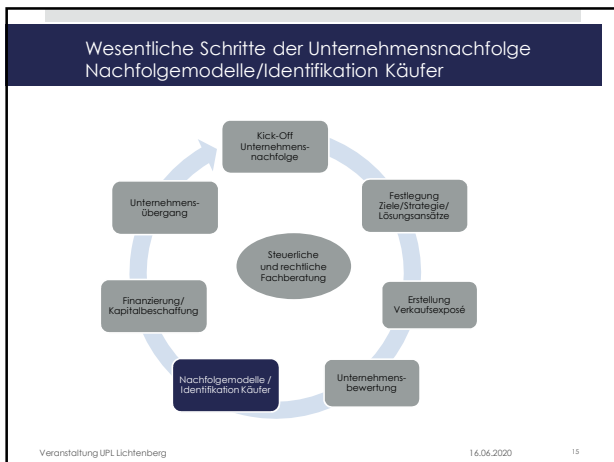 Wesentliche Schritte der Unternehmensnachfolge
Nachfolgemodelle/Identifikation Käufer
Kick-Off
Unternehmens-
nachfolge
Festlegung
Ziele/Strategie/
Lösungsansätze
Erstellung
Verkaufsexposé
Unternehmens-
bewertung
Nachfolgemodelle /
Identifikation Käufer
Finanzierung/
Kapitalbeschaffung
Unternehmens-
übergang
Steuerliche
und rechtliche
Fachberatung
Veranstaltung UPL Lichtenberg
16.06.2020
15